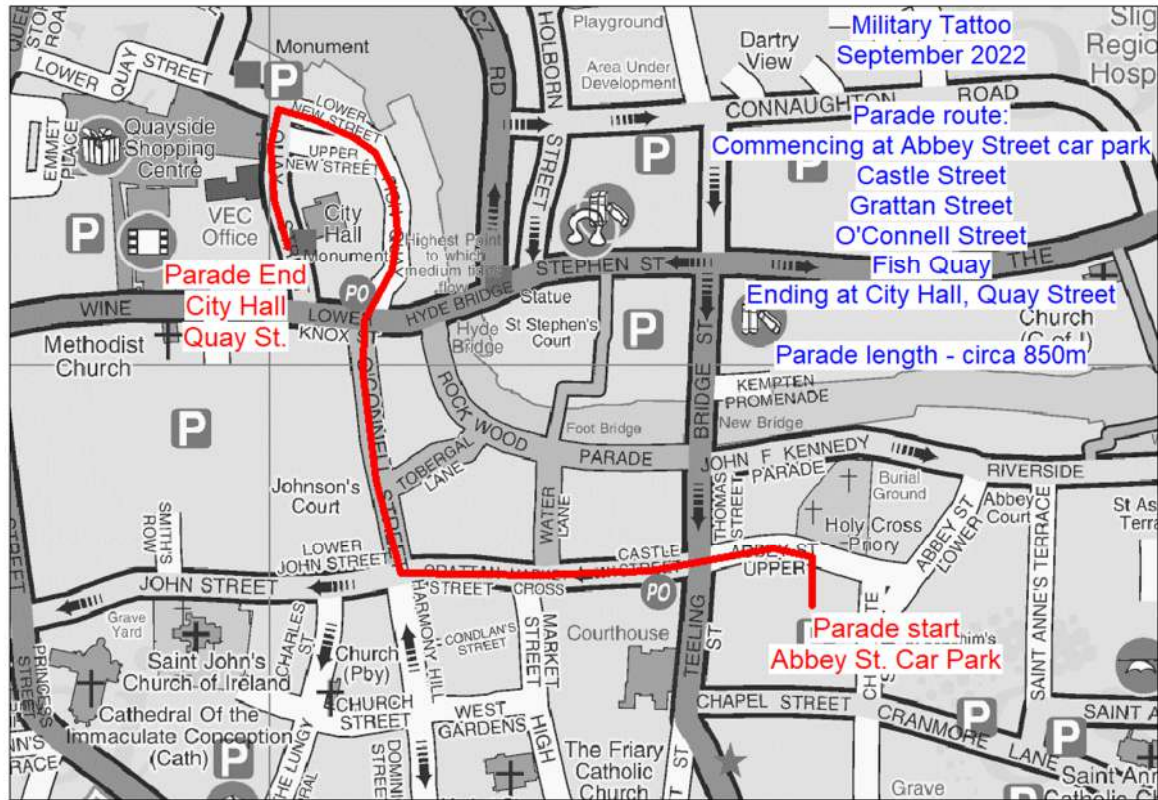 Military Tattoo
September 2022
Parade route:
Commencing at Abbey Street car park
Castle Street
Grattan Street
O'Connell Street
Fish Quay
Ending at City Hall, Quay Street
Parade length - circa 850m
Parade End
City Hall
Quay St.
Parade start
Abbey St. Car Park
Monument
P
LOWER QUAY STREET
EMMET
PLACE
Quayside
Shopping
Centre
VEC
Office
LOWER
NEW STREET
UPPER
NEW STREET
City
Hall
Monument
Highest Point
to which
medium
flow
PO
HOLBORN
STREET
RD
Playground
Area Under
Development
Dartry
View
CONNAUGHTON ROAD
P
P
P
STEPHEN ST
THE
WINE
KNOX ST
HYDE BRIDGE
Hyde
Bridge
Statue
St Stephen's
Court
P
Church
Methodist
Church
P
ROCKWOOD
PARADE
Foot Bridge
BRIDGE ST
KEMPTEN
PROMENADE
New Bridge
JOHN F KENNEDY
PARADE
RIVERSIDE
TOBERGAL
LANE
WATER
LANE
THOMAS
STREET
Burial
Ground
Holy Cross
Priory
ABBEY ST
LOWER
Abbey
Court
SAINT ANNE'S TERRACE
Johnson's
Court
SMITH'S
ROW
LOWER
JOHN STREET
JOHN STREET
STREET
CROSS
CASTLE
STREET
UPPER
PO
Grave
Yard
Saint John's
Church of Ireland
CHARLES
ST
HARMONY HILL
CONDLAN'S
STREET
MARKET
STREET
Courthouse
TEELING
ST
Church
(Pby)
CHURCH
STREET
WEST
GARDENS
HIGH
CHAPEL STREET
CRANMORE LANE
P
P
Cathedral Of the
Immaculate Conception
(Cath)
P
THE LUNGY
The Friary
Catholic
Church
ST
Grave